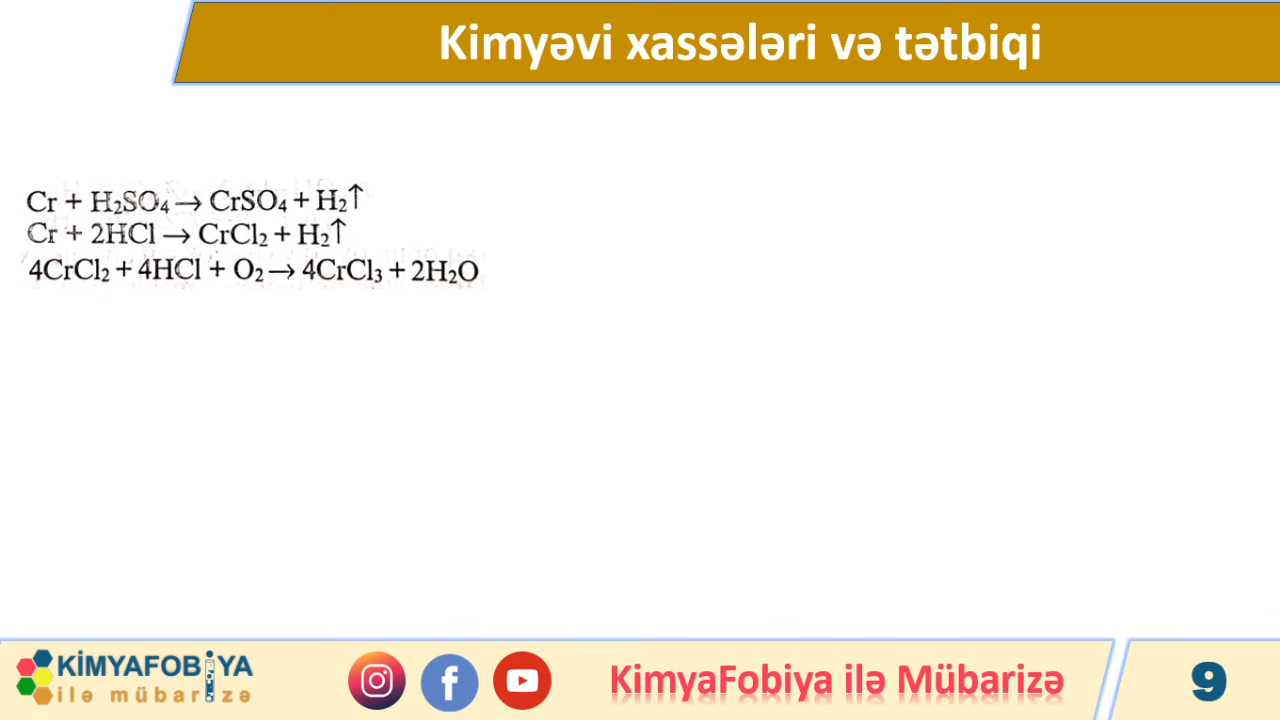 Kimyəvi xassələri və tətbiqi
Cr + H₂SO₄ → CrSO₄ + H₂↑
Cr + 2HCl → CrCl₂ + H₂↑
4CrCl₂ + 4HCl + O₂ → 4CrCl₃ + 2H₂O
KİMYAFOBİYA
ilə mübarizə
KimyaFobiya ilə Mübarizə
9